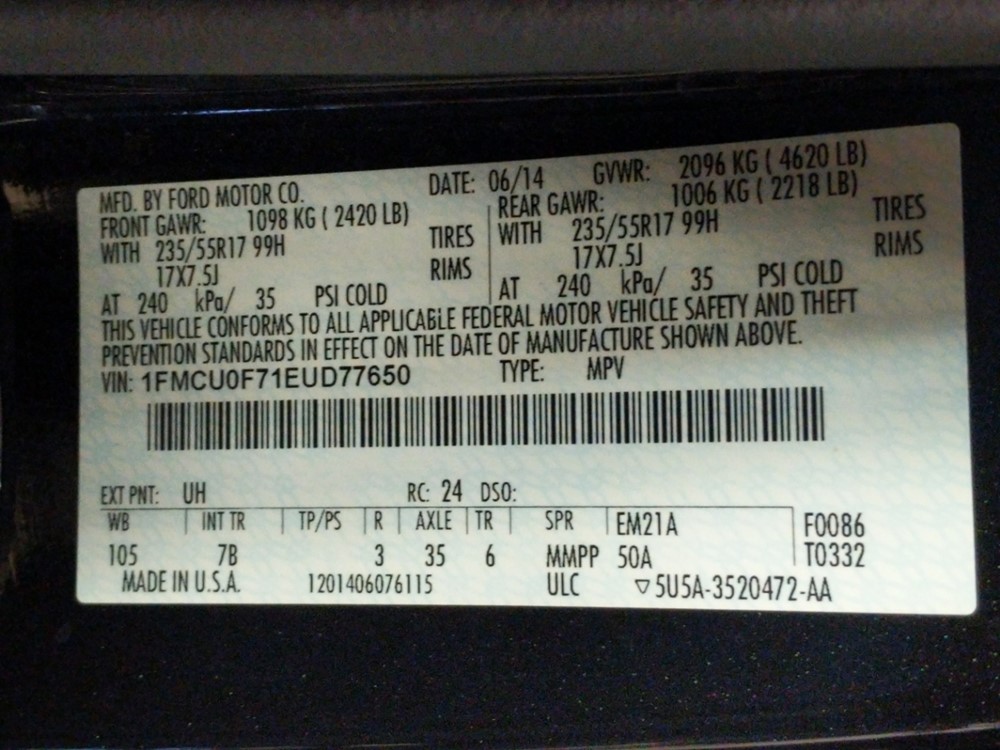 MFD. BY FORD MOTOR CO. DATE: 06/14 GVWR: 2096 KG ( 4620 LB)
FRONT GAWR: 1098 KG ( 2420 LB) REAR GAWR: 1006 KG ( 2218 LB)
WITH 235/55R17 99H TIRES WITH 235/55R17 99H TIRES
17X7.5J RIMS 17X7.5J RIMS
AT 240 kPa/ 35 PSI COLD AT 240 kPa/ 35 PSI COLD
THIS VEHICLE CONFORMS TO ALL APPLICABLE FEDERAL MOTOR VEHICLE SAFETY AND THEFT
PREVENTION STANDARDS IN EFFECT ON THE DATE OF MANUFACTURE SHOWN ABOVE.
VIN: 1FMCU0F71EUD77650 TYPE: MPV
EXT PNT: UH RC: 24 DSO:
WB INT TR TP/PS R AXLE TR SPR EM21A F0086
105 7B 3 35 6 MMPP 50A T0332
MADE IN U.S.A. 1201406076115 ULC ▽5U5A-3520472-AA